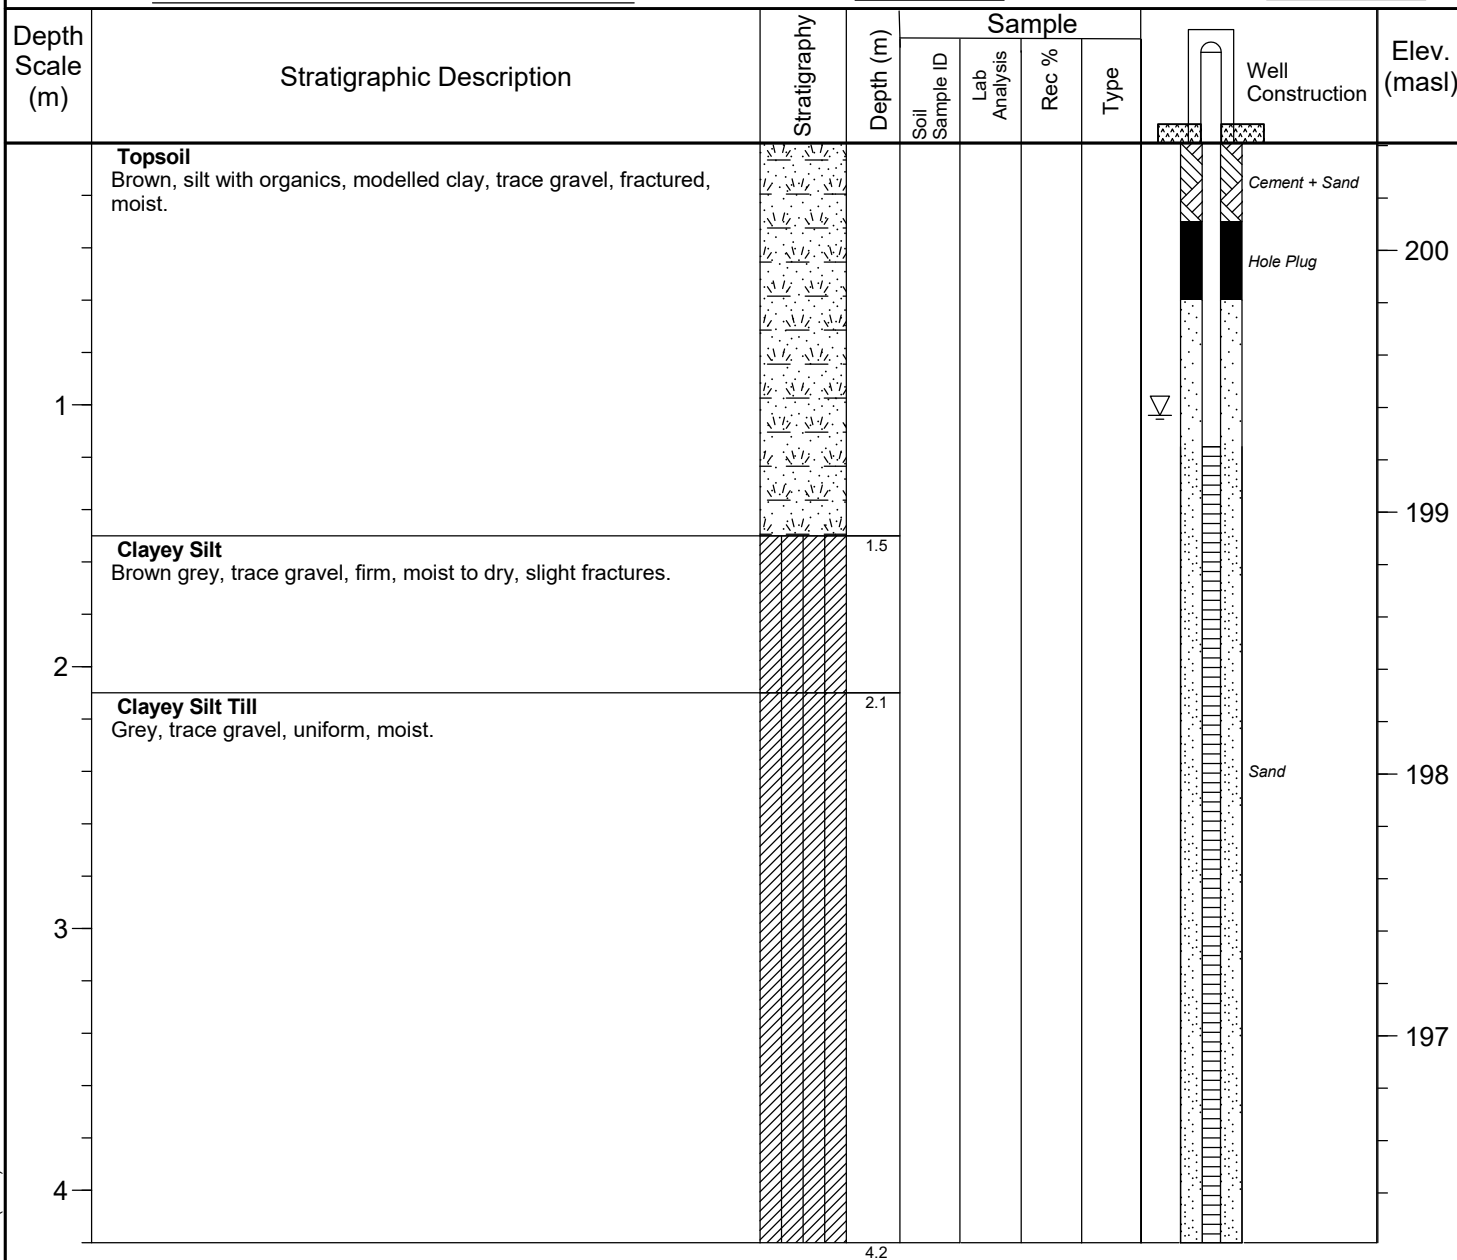 Depth
Scale
(m)
Stratigraphic Description
Stratigraphy
Depth (m)
Sample
Soil
Sample ID
Lab
Analysis
Rec %
Type
Well
Construction
Elev.
(masl)
Topsoil
Brown, silt with organics, modelled clay, trace gravel, fractured,
moist.
Cement + Sand
200
Hole Plug
1
199
Clayey Silt
1.5
Brown grey, trace gravel, firm, moist to dry, slight fractures.
2
Clayey Silt Till
2.1
Grey, trace gravel, uniform, moist.
Sand
198
3
197
4
4.2